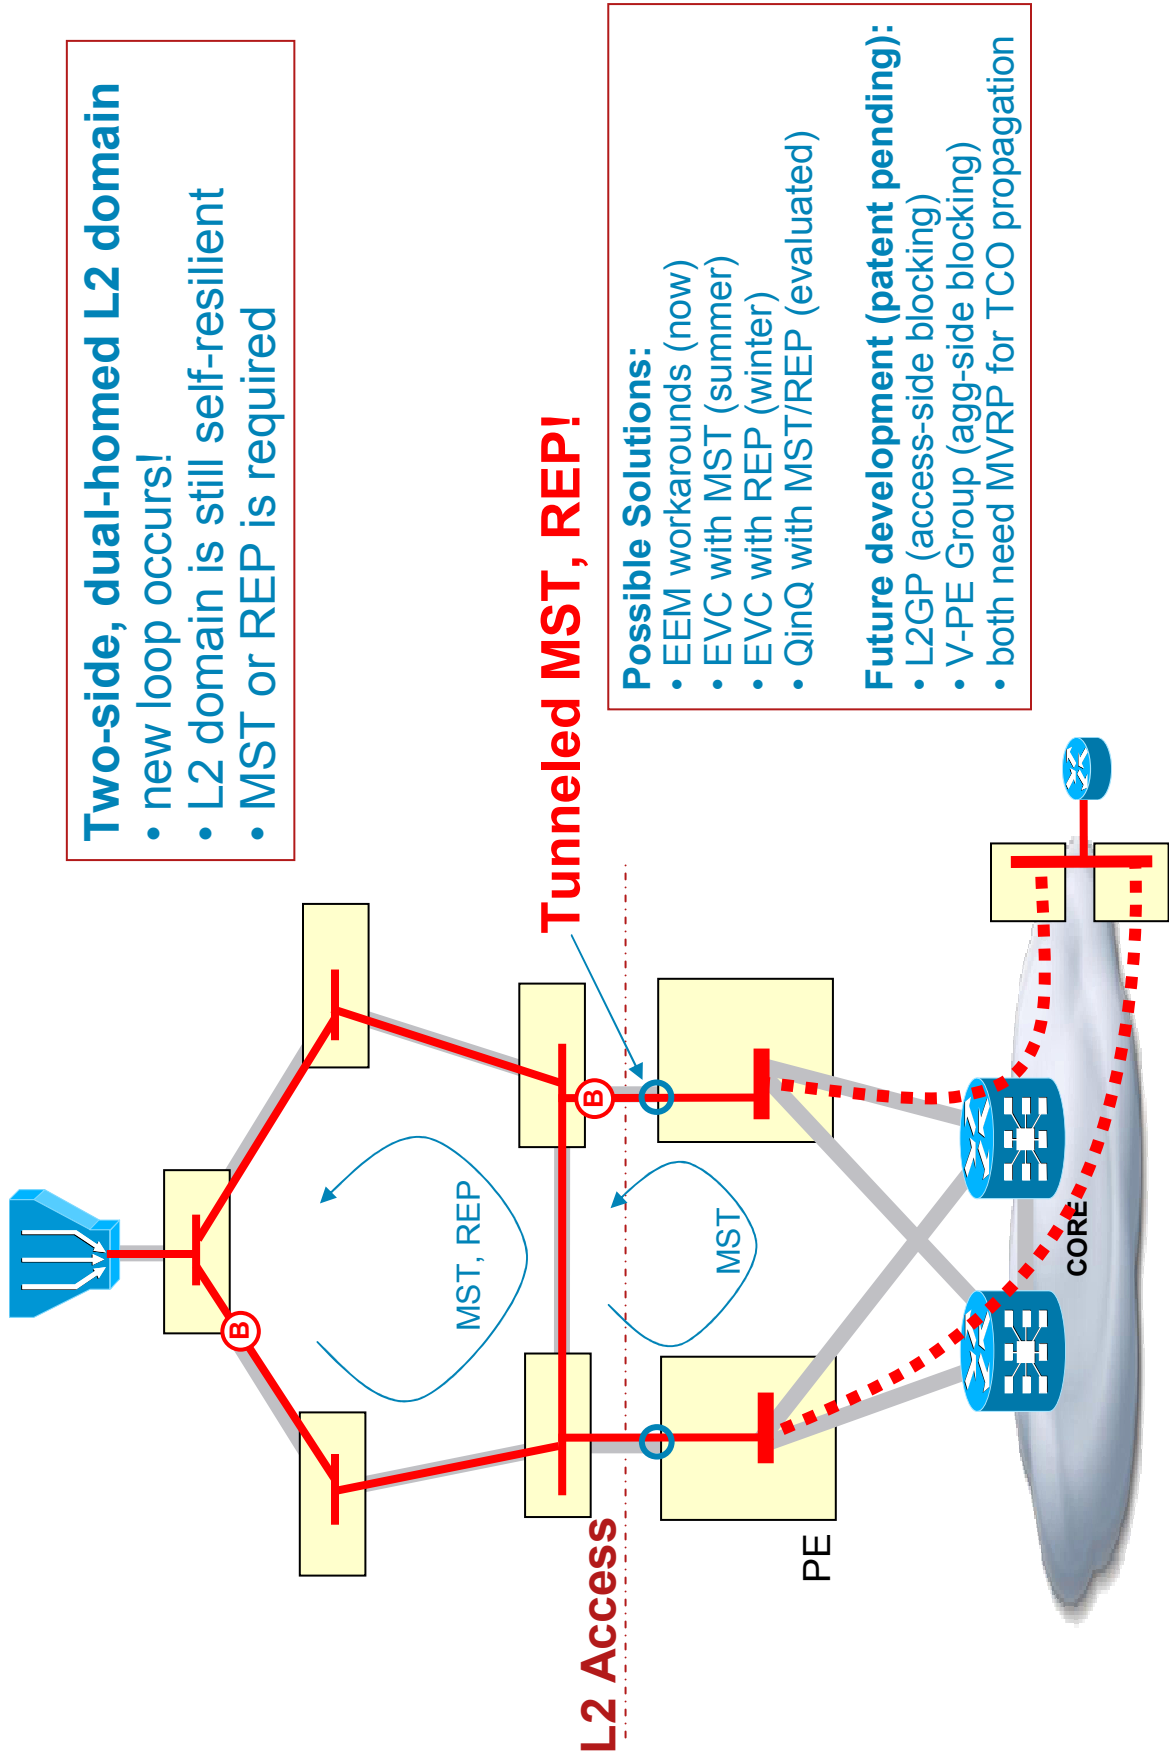 Two-side, dual-homed L2 domain
• new loop occurs!
• L2 domain is still self-resilient
• MST or REP is required
B
MST, REP
Tunneled MST, REP!
B
L2 Access
MST
Possible Solutions:
• EEM workarounds (now)
• EVC with MST (summer)
• EVC with REP (winter)
• QinQ with MST/REP (evaluated)
Future development (patent pending):
• L2GP (access-side blocking)
• V-PE Group (agg-side blocking)
• both need MVRP for TCO propagation
PE
CORE